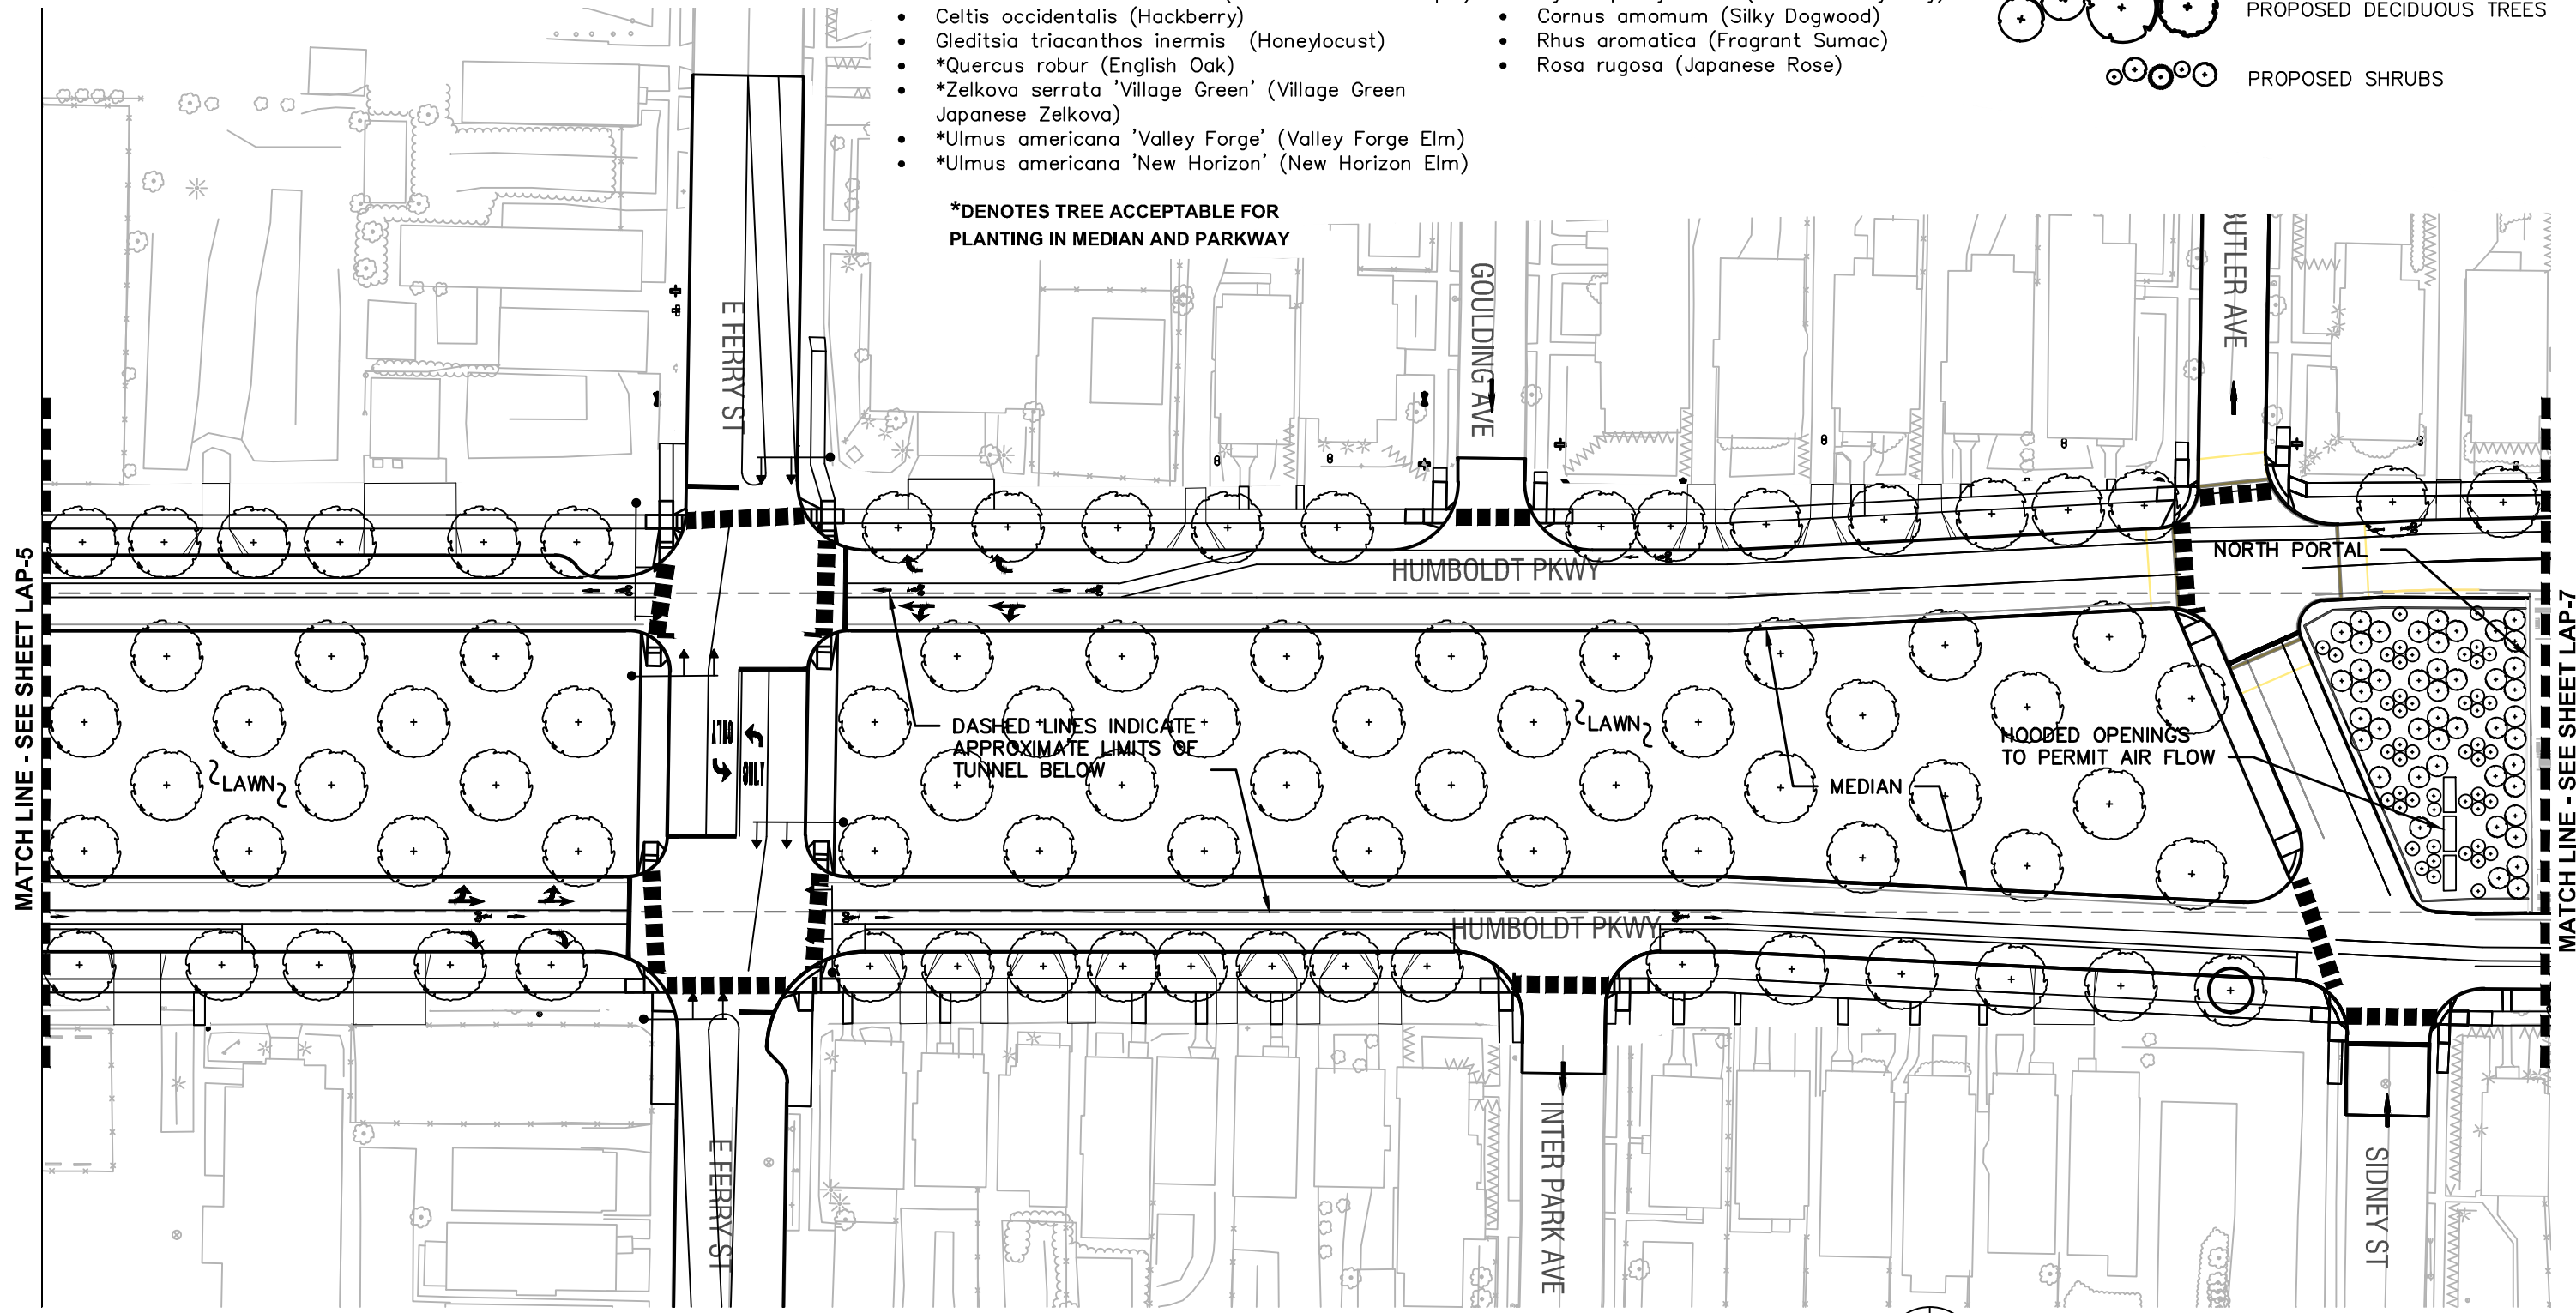 • Celtis occidentalis (Hackberry)
• Gleditsia triacanthos inermis (Honeylocust)
• *Quercus robur (English Oak)
• *Zelkova serrata 'Village Green' (Village Green
Japanese Zelkova)
• *Ulmus americana 'Valley Forge' (Valley Forge Elm)
• *Ulmus americana 'New Horizon' (New Horizon Elm)
*DENOTES TREE ACCEPTABLE FOR
PLANTING IN MEDIAN AND PARKWAY
• Cornus amomum (Silky Dogwood)
• Rhus aromatica (Fragrant Sumac)
• Rosa rugosa (Japanese Rose)
PROPOSED DECIDUOUS TREES
PROPOSED SHRUBS
E FERRY ST
GOULDING AVE
BUTLER AVE
MATCH LINE - SEE SHEET LAP-5
HUMBOLDT PKWY
NORTH PORTAL
MATCH LINE - SEE SHEET LAP-7
ONLY
ONLY
DASHED LINES INDICATE
APPROXIMATE LIMITS OF
TUNNEL BELOW
LAWN
LAWN
MEDIAN
HOODED OPENINGS
TO PERMIT AIR FLOW
HUMBOLDT PKWY
E FERRY ST
INTER PARK AVE
SIDNEY ST